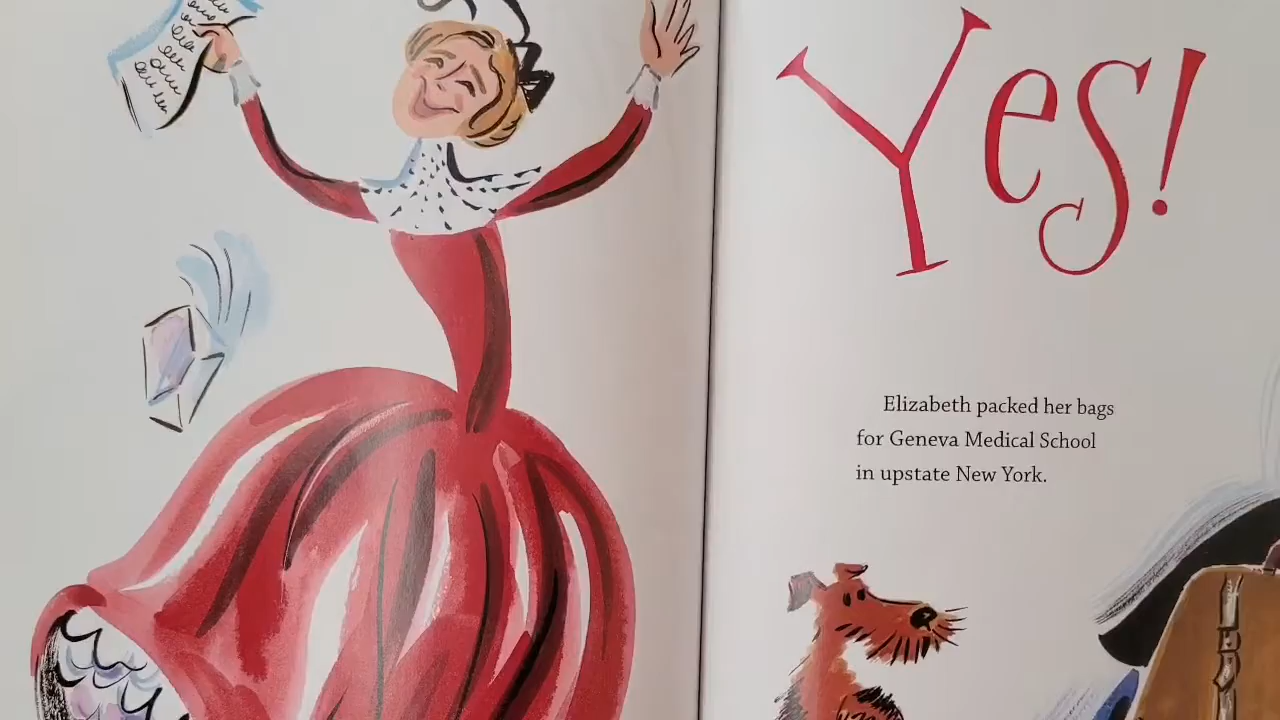 Yes!
Elizabeth packed her bags
for Geneva Medical School
in upstate New York.